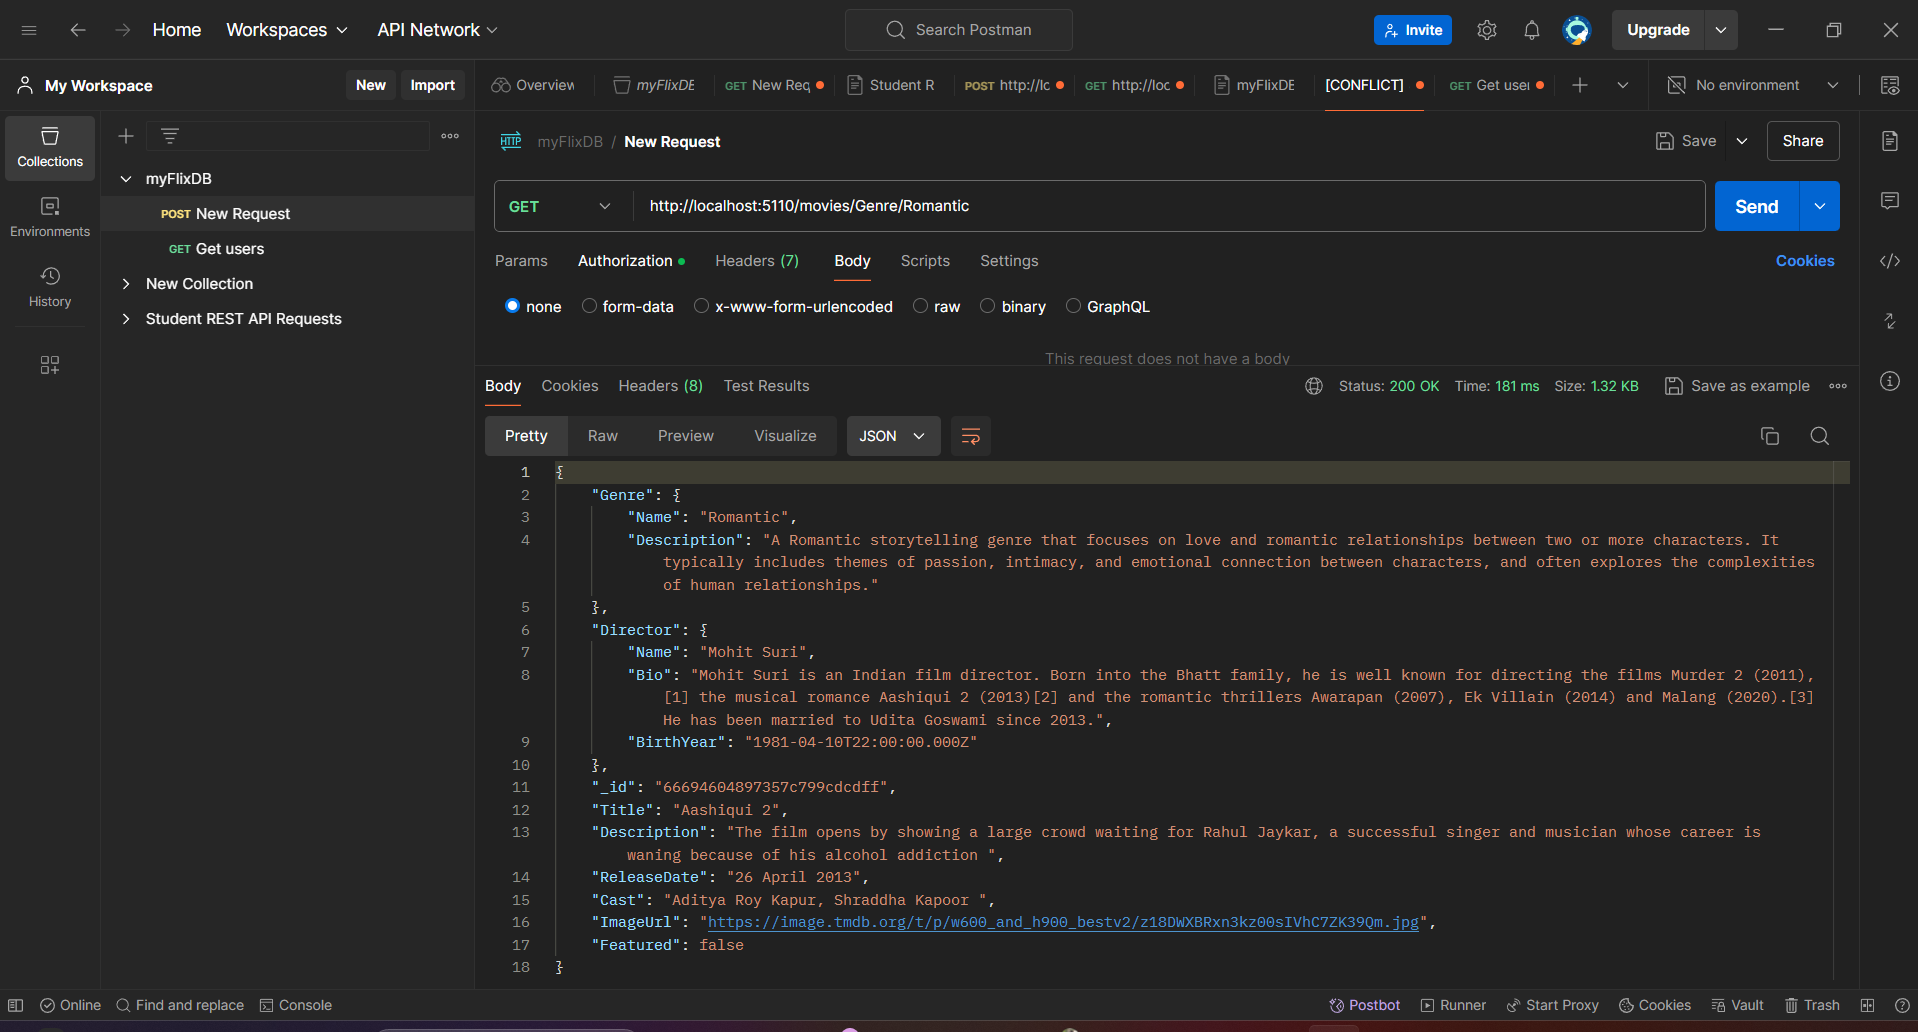 Home
Workspaces
API Network
Search Postman
Invite
Upgrade
My Workspace
New
Import
Overview
myFlixDE
GET New Req
Student R
POST http://lc
GET http://loc
myFlixDE
[CONFLICT]
GET Get user
No environment
Collections
Environments
History
myFlixDB
POST New Request
GET Get users
New Collection
Student REST API Requests
HTTP myFlixDB / New Request
Save
Share
GET
http://localhost:5110/movies/Genre/Romantic
Send
Params
Authorization
Headers (7)
Body
Scripts
Settings
Cookies
none
form-data
x-www-form-urlencoded
raw
binary
GraphQL
This request does not have a body
Body
Cookies
Headers (8)
Test Results
Status: 200 OK
Time: 181 ms
Size: 1.32 KB
Save as example
Pretty
Raw
Preview
Visualize
JSON
1 {
2 "Genre": {
3 "Name": "Romantic",
4 "Description": "A Romantic storytelling genre that focuses on love and romantic relationships between two or more characters. It
typically includes themes of passion, intimacy, and emotional connection between characters, and often explores the complexities
of human relationships."
5 },
6 "Director": {
7 "Name": "Mohit Suri",
8 "Bio": "Mohit Suri is an Indian film director. Born into the Bhatt family, he is well known for directing the films Murder 2 (2011),
[1] the musical romance Aashiqui 2 (2013)[2] and the romantic thrillers Awarapan (2007), Ek Villain (2014) and Malang (2020).[3]
He has been married to Udita Goswami since 2013.",
9 "BirthYear": "1981-04-10T22:00:00.000Z"
10 },
11 "_id": "66694604897357c799cdcdff",
12 "Title": "Aashiqui 2",
13 "Description": "The film opens by showing a large crowd waiting for Rahul Jaykar, a successful singer and musician whose career is
waning because of his alcohol addiction ",
14 "ReleaseDate": "26 April 2013",
15 "Cast": "Aditya Roy Kapur, Shraddha Kapoor ",
16 "ImageUrl": "https://image.tmdb.org/t/p/w600_and_h900_bestv2/z18DWXBRxn3kz00sIVhC7ZK39Qm.jpg",
17 "Featured": false
18 }
Online
Find and replace
Console
Postbot
Runner
Start Proxy
Cookies
Vault
Trash